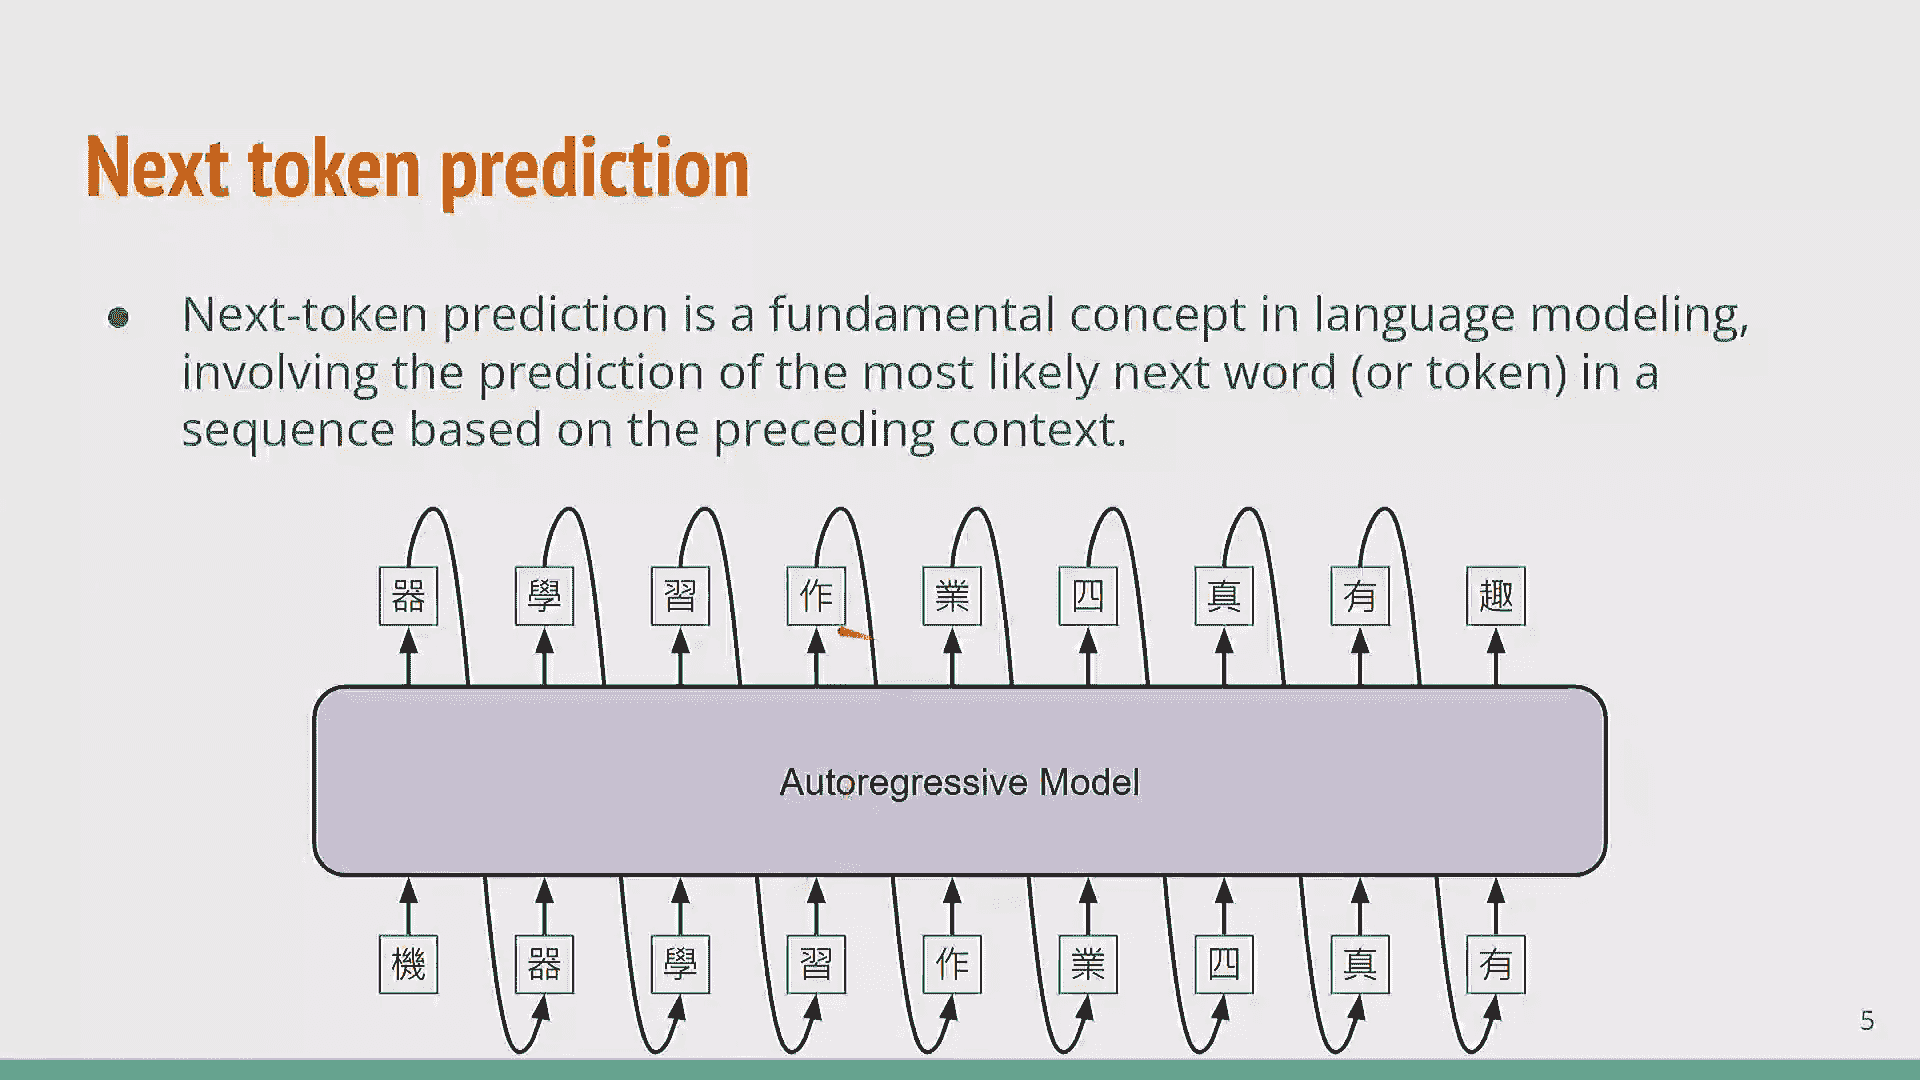 Next token prediction
● Next-token prediction is a fundamental concept in language modeling,
involving the prediction of the most likely next word (or token) in a
sequence based on the preceding context.
器 學 習 作 業 四 真 有 趣
Autoregressive Model
機 器 學 習 作 業 四 真 有
5